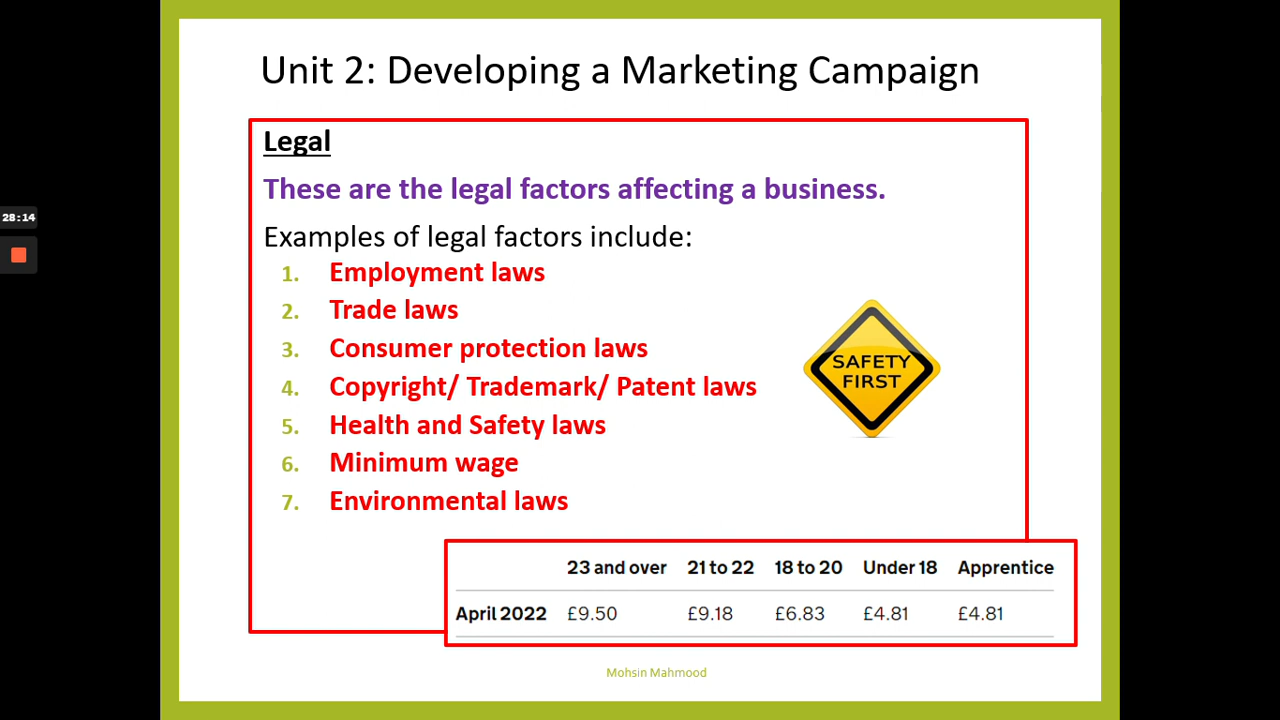 Unit 2: Developing a Marketing Campaign
Legal
These are the legal factors affecting a business.
Examples of legal factors include:
1. Employment laws
2. Trade laws
3. Consumer protection laws
4. Copyright/ Trademark/ Patent laws
5. Health and Safety laws
6. Minimum wage
7. Environmental laws
SAFETY
FIRST
28:14
23 and over 21 to 22 18 to 20 Under 18 Apprentice
April 2022 £9.50 £9.18 £6.83 £4.81 £4.81
Mohsin Mahmood